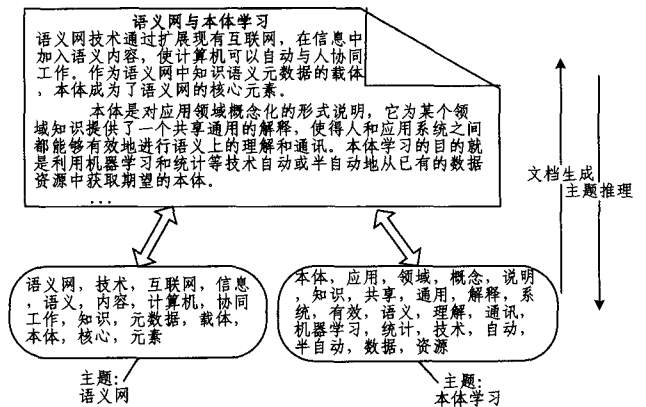 语义网与本体学习
语义网技术通过扩展现有互联网，在信息中
加入语义内容，使计算机可以自动与人协同
工作。作为语义网中知识语义元数据的载体
，本体成为了语义网的核心元素。
本体是对应用领域概念化的形式说明，它为某个领
域知识提供了一个共享通用的解释，使得人和应用系统之间
都能够有效地进行语义上的理解和通讯。本体学习的目的就
是利用机器学习和统计等技术自动或半自动地从已有的数据
资源中获取期望的本体。
...
文档生成
主题推理
语义网，技术，互联网，信息
，语义，内容，计算机，协同
工作，知识，元数据，载体，
本体，核心，元素
本体，应用，领域，概念，说明
，知识，共享，通用，解释，系
统，有效，语义，理解，通讯，
机器学习，统计，技术，自动，
半自动，数据，资源
主题：
语义网
主题：
本体学习